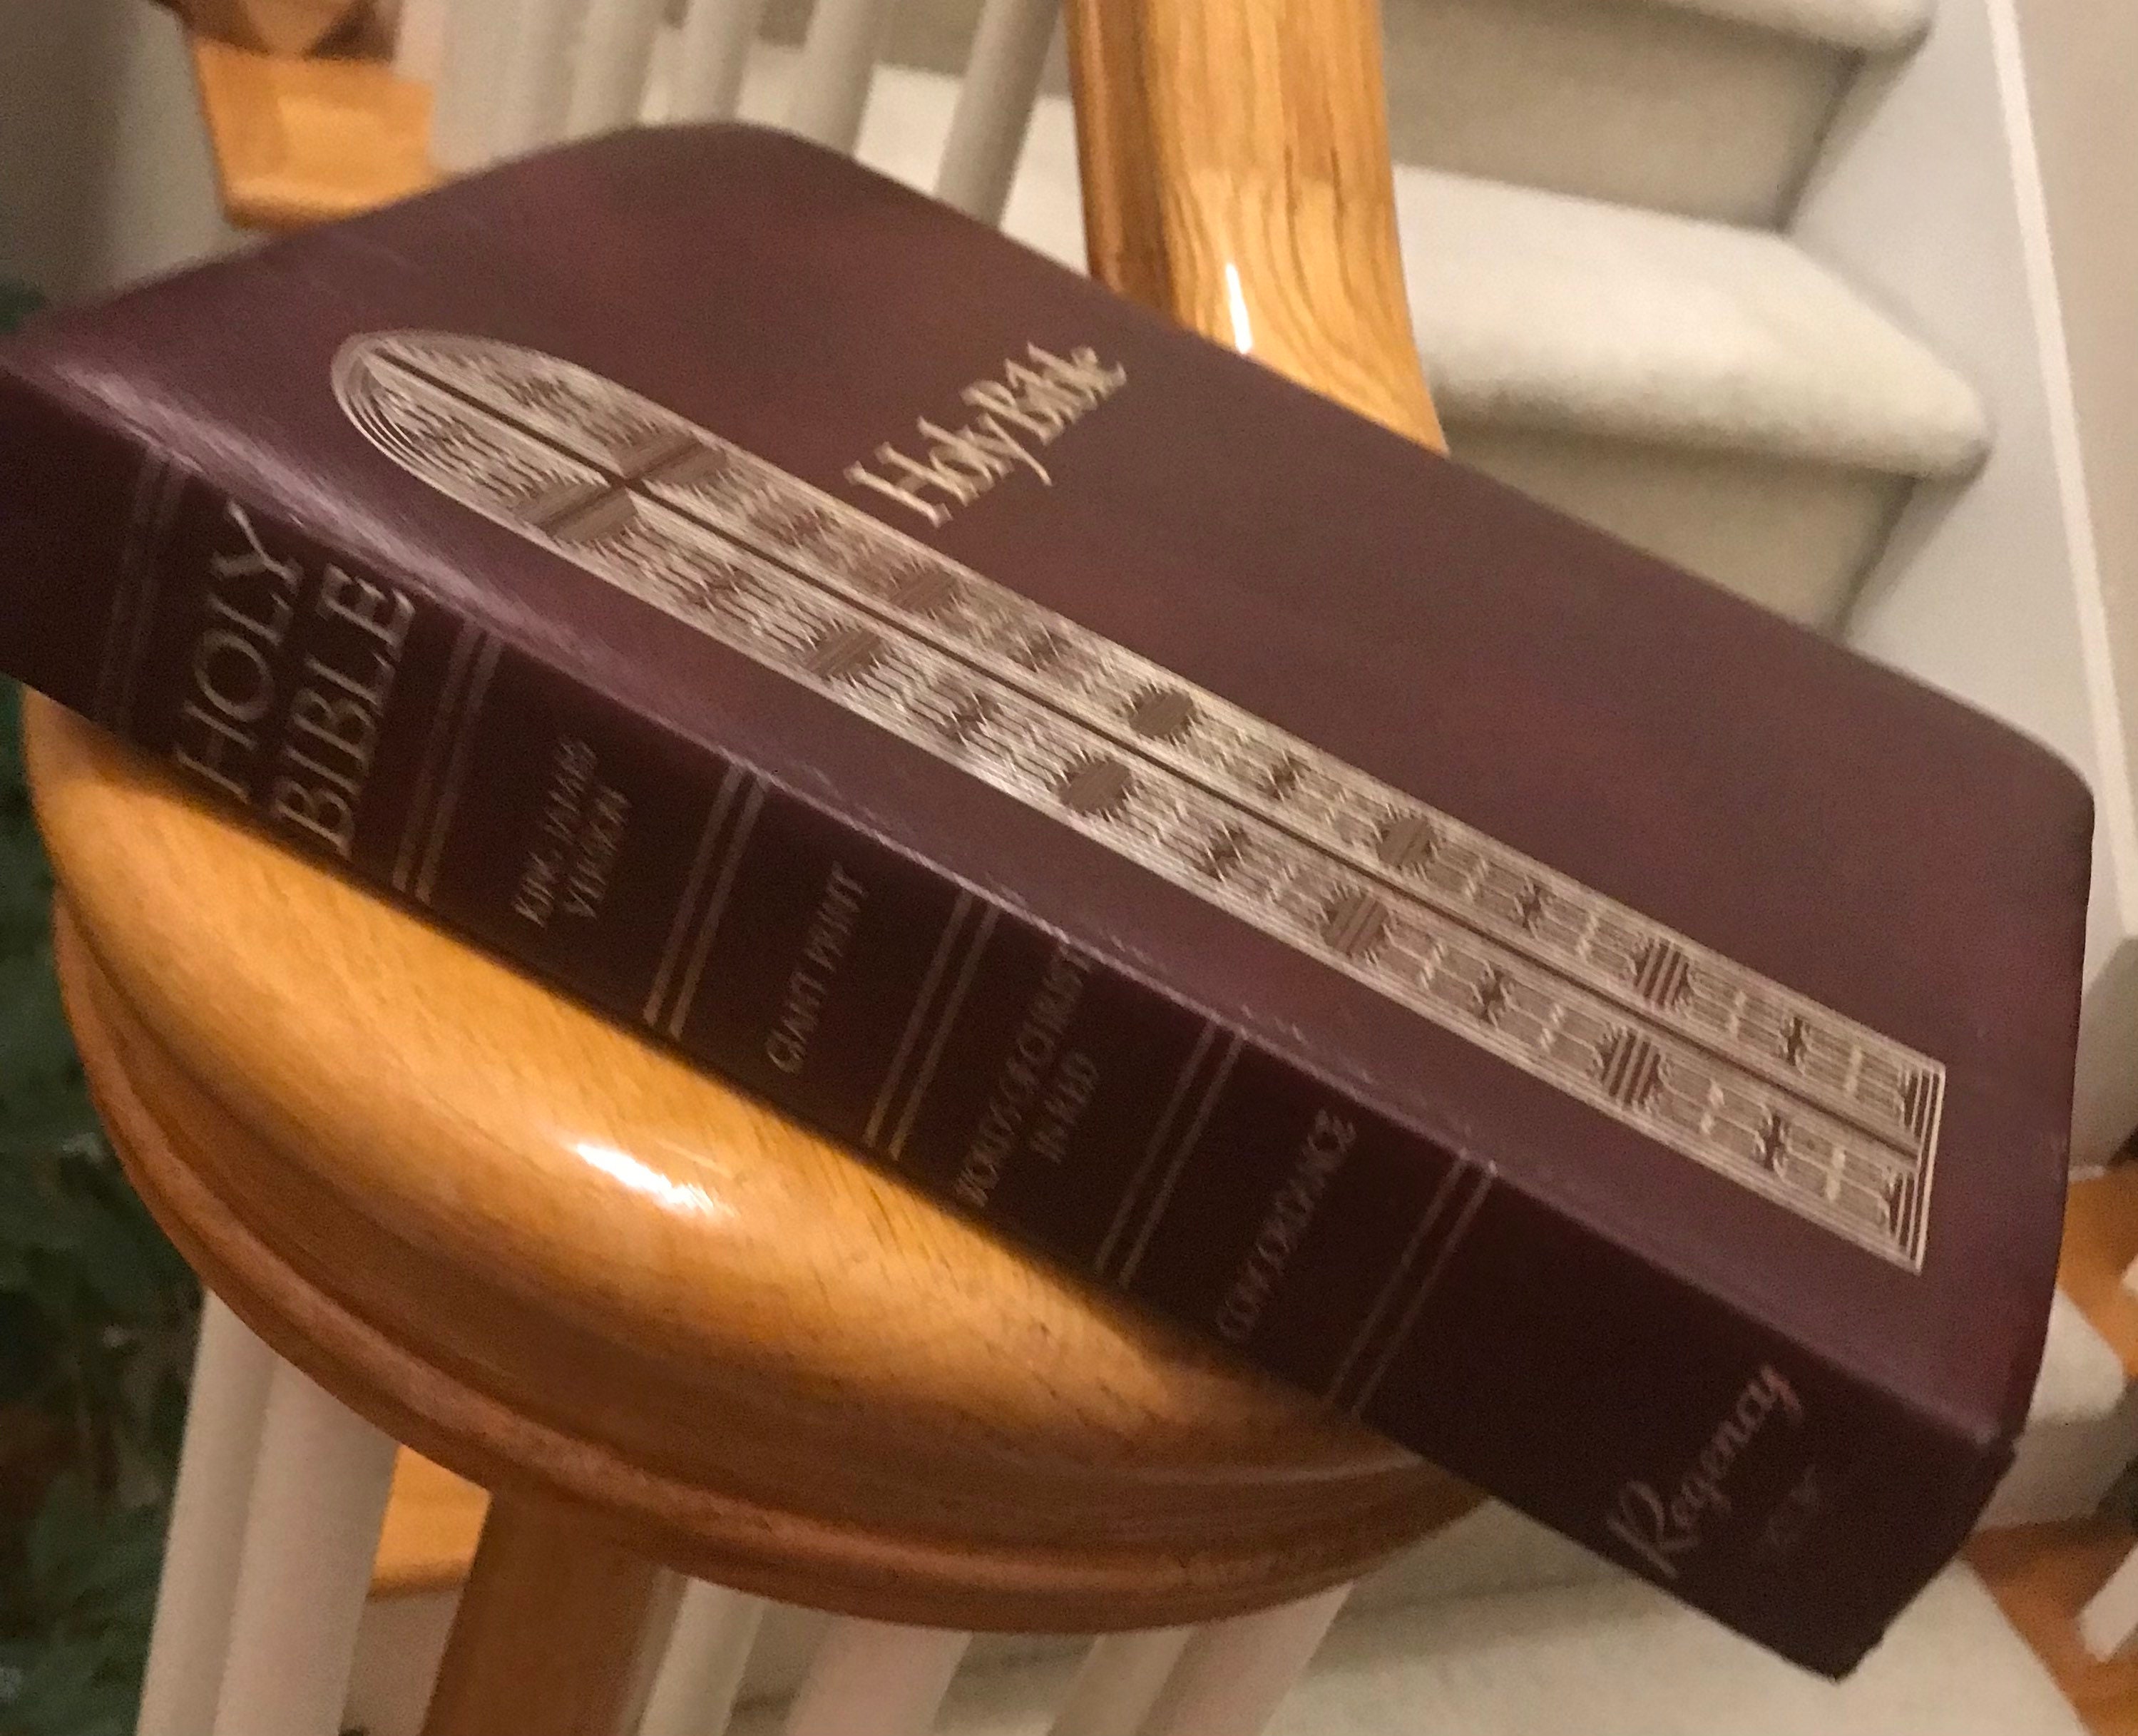 Holy Bible
HOLY
BIBLE
KING JAMES
VERSION
GIANT PRINT
WORDS OF CHRIST
IN RED
CONCORDANCE
Regency